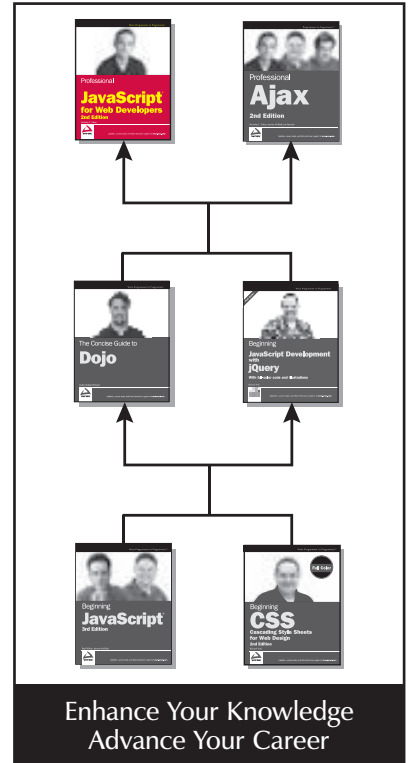 Professional
JavaScript
for Web Developers
2nd Edition
Professional
Ajax
2nd Edition
The Concise Guide to
Dojo
Beginning
JavaScript Development
with
jQuery
Beginning
JavaScript
3rd Edition
Full Color
Beginning
CSS
Cascading Style Sheets
for Web Design
2nd Edition
Enhance Your Knowledge
Advance Your Career